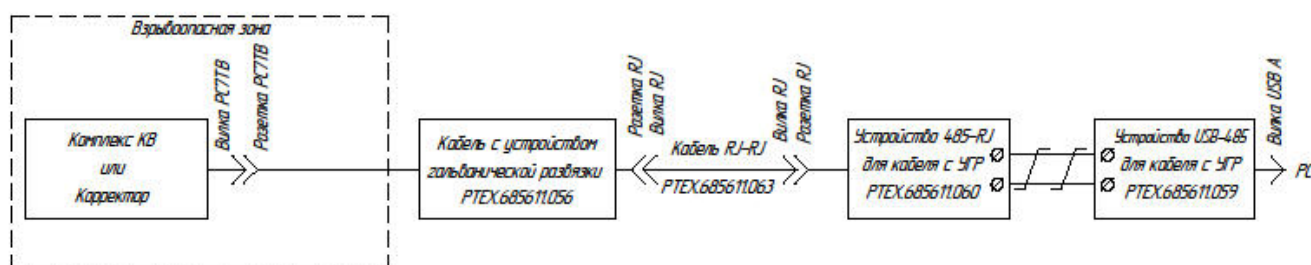 Взрывоопасная зона
Комплекс КВ
или
Корректор
Вилка РС7ТВ
Розетка РС7ТВ
Кабель с устройством
гальванической развязки
РТЕХ.685611.056
Розетка RJ
Вилка RJ
Кабель RJ-RJ
РТЕХ.685611.063
Вилка RJ
Розетка RJ
Устройство 485-RJ
для кабеля с УГР
РТЕХ.685611.060
Устройство USB-485
для кабеля с УГР
РТЕХ.685611.059
Вилка USB A